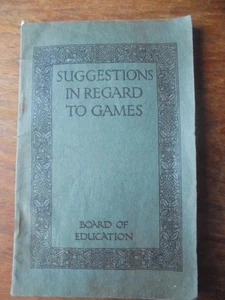 SUGGESTIONS
IN REGARD
TO GAMES
BOARD OF
EDUCATION